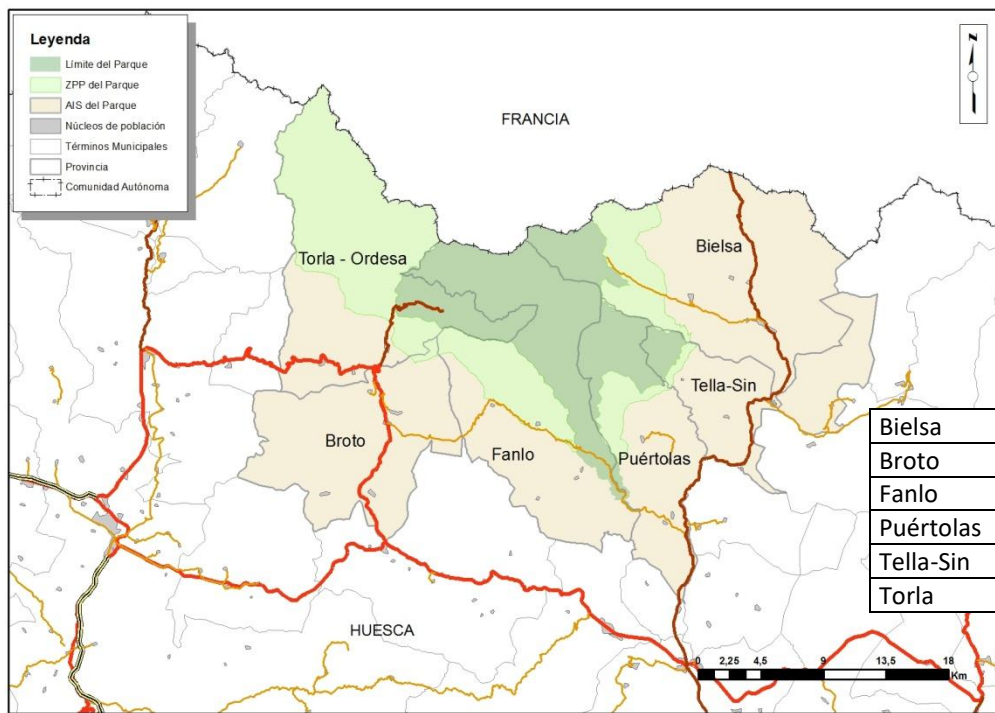 Leyenda
Límite del Parque
ZPP del Parque
AIS del Parque
Núcleos de población
Términos Municipales
Provincia
Comunidad Autónoma
N
FRANCIA
Bielsa
Torla - Ordesa
Tella-Sin
Broto
Fanlo
Puértolas
Bielsa
Broto
Fanlo
Puértolas
Tella-Sin
Torla
HUESCA
0 2,25 4,5 9 13,5 18
Km